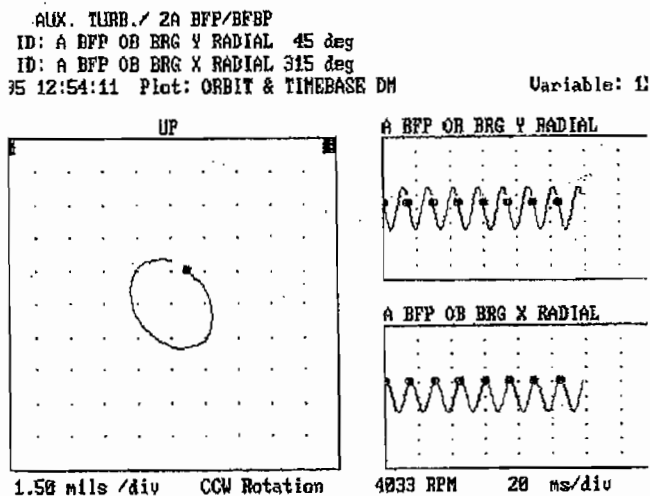 AUX. TURB./ 2A BFP/BFBP
ID: A BFP OB BRG Y RADIAL 45 deg
ID: A BFP OB BRG X RADIAL 315 deg
95 12:54:11 Plot: ORBIT & TIMEBASE DM Variable:
UP
A BFP OB BRG Y RADIAL
A BFP OB BRG X RADIAL
1.50 mils /div CCW Rotation 4033 RPM 20 ms/div